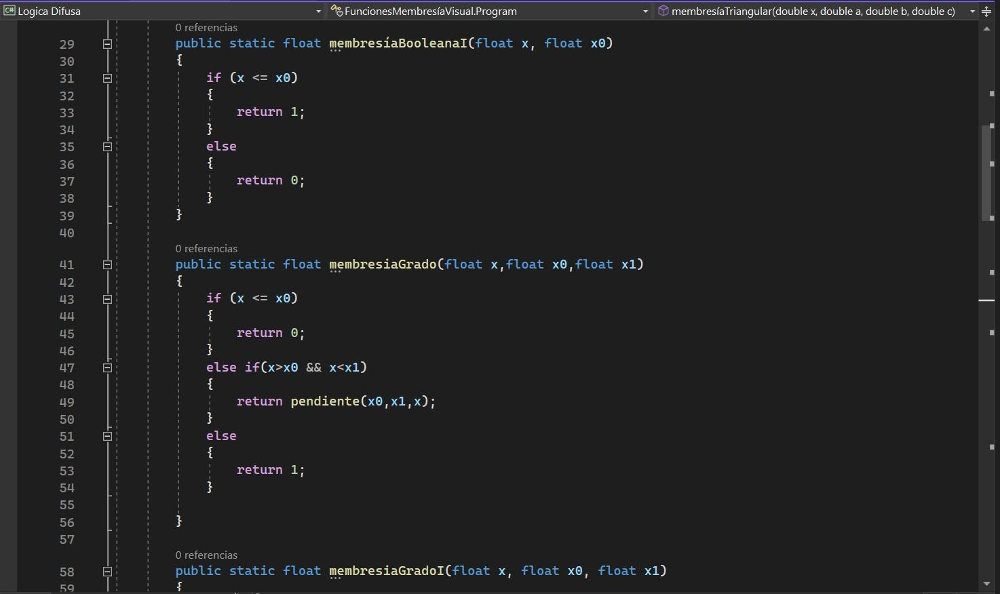 C# Logica Difusa FuncionesMembresíaVisual.Program membresíaTriangular(double x, double a, double b, double c)
0 referencias
29 public static float membresíaBooleanaI(float x, float x0)
30 {
31 if (x <= x0)
32 {
33 return 1;
34 }
35 else
36 {
37 return 0;
38 }
39 }
40
0 referencias
41 public static float membresiaGrado(float x,float x0,float x1)
42 {
43 if (x <= x0)
44 {
45 return 0;
46 }
47 else if(x>x0 && x<x1)
48 {
49 return pendiente(x0,x1,x);
50 }
51 else
52 {
53 return 1;
54 }
55
56 }
57
0 referencias
58 public static float membresiaGradoI(float x, float x0, float x1)
59 {